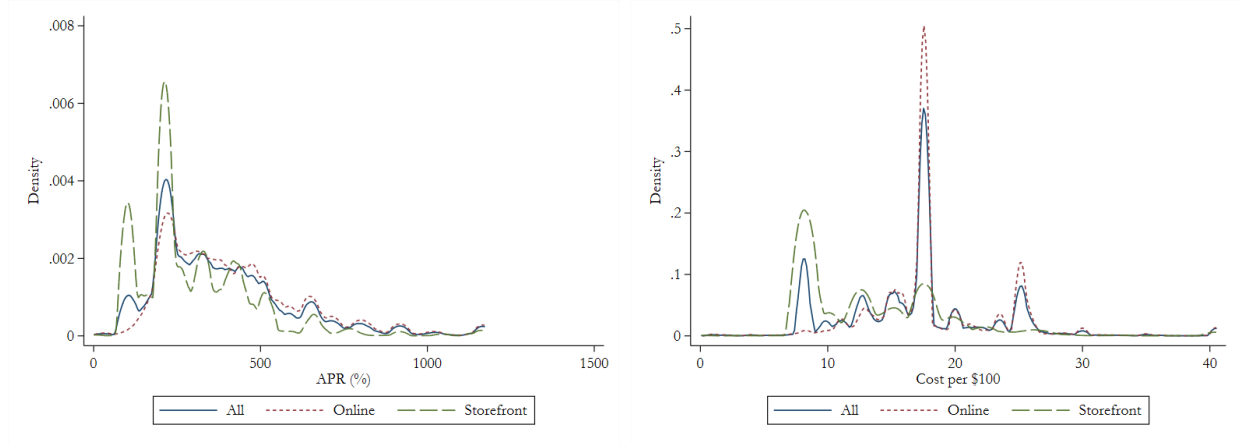 .008
.006
.004
.002
0
Density
0
500
1000
1500
APR (%)
All
Online
Storefront
.5
.4
.3
.2
.1
0
Density
0
10
20
30
40
Cost per $100
All
Online
Storefront